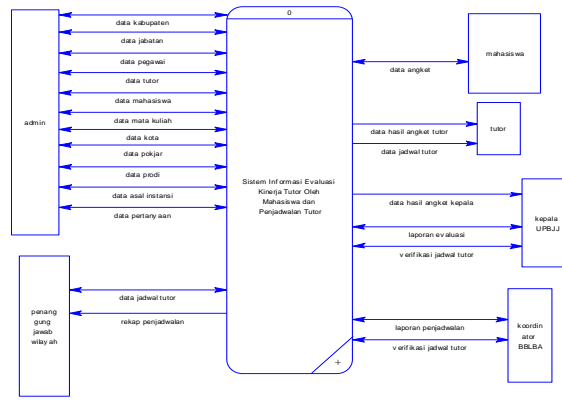 0
data kabupaten
data jabatan
data pegawai
data tutor
data mahasiswa
data mata kuliah
data kota
data pokjar
data prodi
data asal instansi
data pertanyaan
admin
data jadwal tutor
rekap penjadwalan
penang
gung
jawab
wilayah
Sistem Informasi Evaluasi
Kinerja Tutor Oleh
Mahasiswa dan
Penjadwalan Tutor
+
data angket
mahasiswa
data hasil angket tutor
data jadwal tutor
tutor
data hasil angket kepala
laporan evaluasi
verifikasi jadwal tutor
kepala
UPBJJ
laporan penjadwalan
verifikasi jadwal tutor
koordin
ator
BBLBA